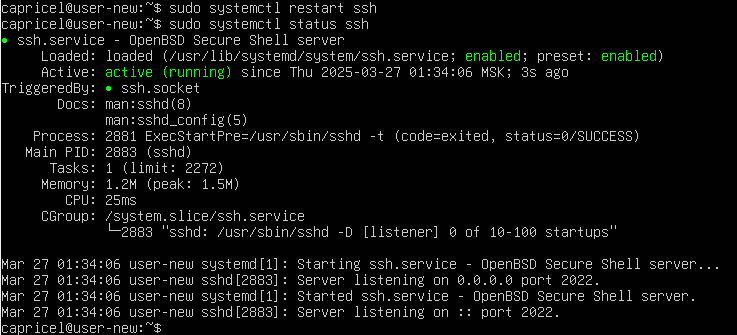 capricel@user-new:~$ sudo systemctl restart ssh
capricel@user-new:~$ sudo systemctl status ssh
● ssh.service - OpenBSD Secure Shell server
     Loaded: loaded (/usr/lib/systemd/system/ssh.service; enabled; preset: enabled)
     Active: active (running) since Thu 2025-03-27 01:34:06 MSK; 3s ago
TriggeredBy: ● ssh.socket
       Docs: man:sshd(8)
             man:sshd_config(5)
    Process: 2881 ExecStartPre=/usr/sbin/sshd -t (code=exited, status=0/SUCCESS)
   Main PID: 2883 (sshd)
      Tasks: 1 (limit: 2272)
     Memory: 1.2M (peak: 1.5M)
        CPU: 25ms
     CGroup: /system.slice/ssh.service
             └─2883 "sshd: /usr/sbin/sshd -D [listener] 0 of 10-100 startups"

Mar 27 01:34:06 user-new systemd[1]: Starting ssh.service - OpenBSD Secure Shell server...
Mar 27 01:34:06 user-new sshd[2883]: Server listening on 0.0.0.0 port 2022.
Mar 27 01:34:06 user-new systemd[1]: Started ssh.service - OpenBSD Secure Shell server.
Mar 27 01:34:06 user-new sshd[2883]: Server listening on :: port 2022.
capricel@user-new:~$